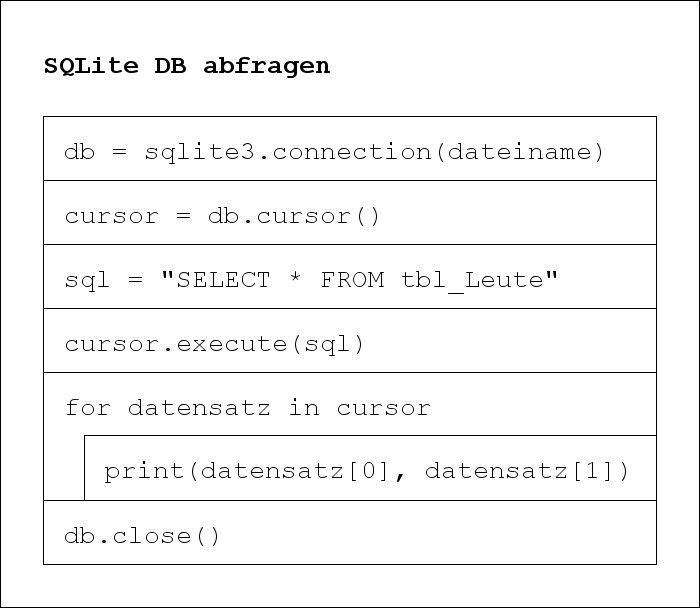 SQLite DB abfragen
db = sqlite3.connection(dateiname)
cursor = db.cursor()
sql = "SELECT * FROM tbl_Leute"
cursor.execute(sql)
for datensatz in cursor
print(datensatz[0], datensatz[1])
db.close()